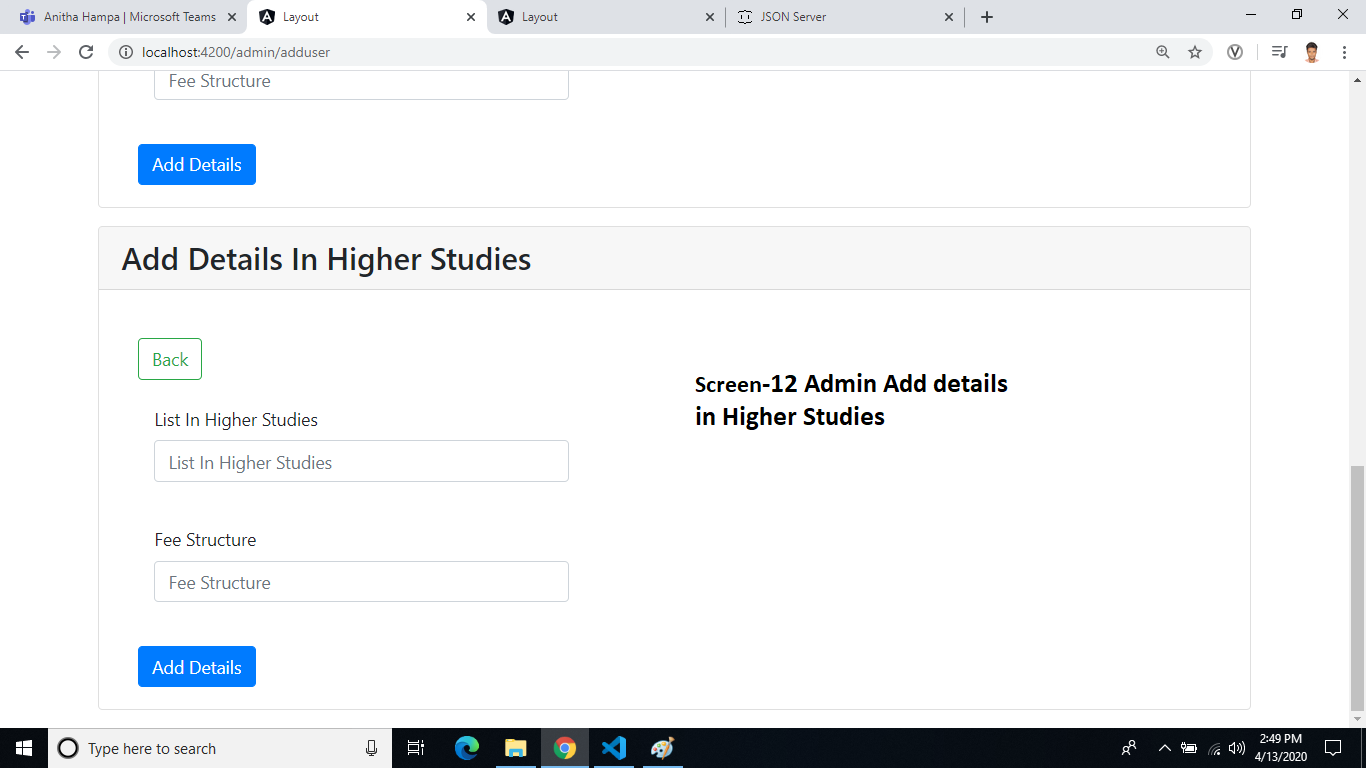 Anitha Hampa | Microsoft Teams
Layout
Layout
JSON Server
localhost:4200/admin/adduser
Fee Structure
Add Details
Add Details In Higher Studies
Back
Screen-12 Admin Add details
in Higher Studies
List In Higher Studies
List In Higher Studies
Fee Structure
Fee Structure
Add Details
Type here to search
2:49 PM
4/13/2020